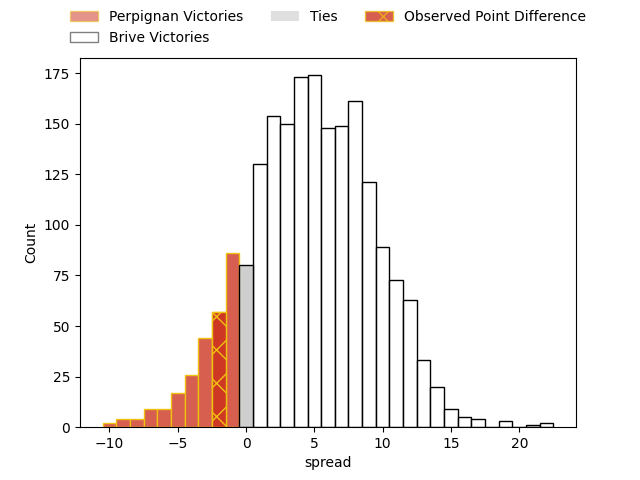 Perpignan Victories
Ties
Observed Point Difference
Brive Victories
175
150
125
100
75
50
25
0
Count
−10
−5
0
5
10
15
20
spread